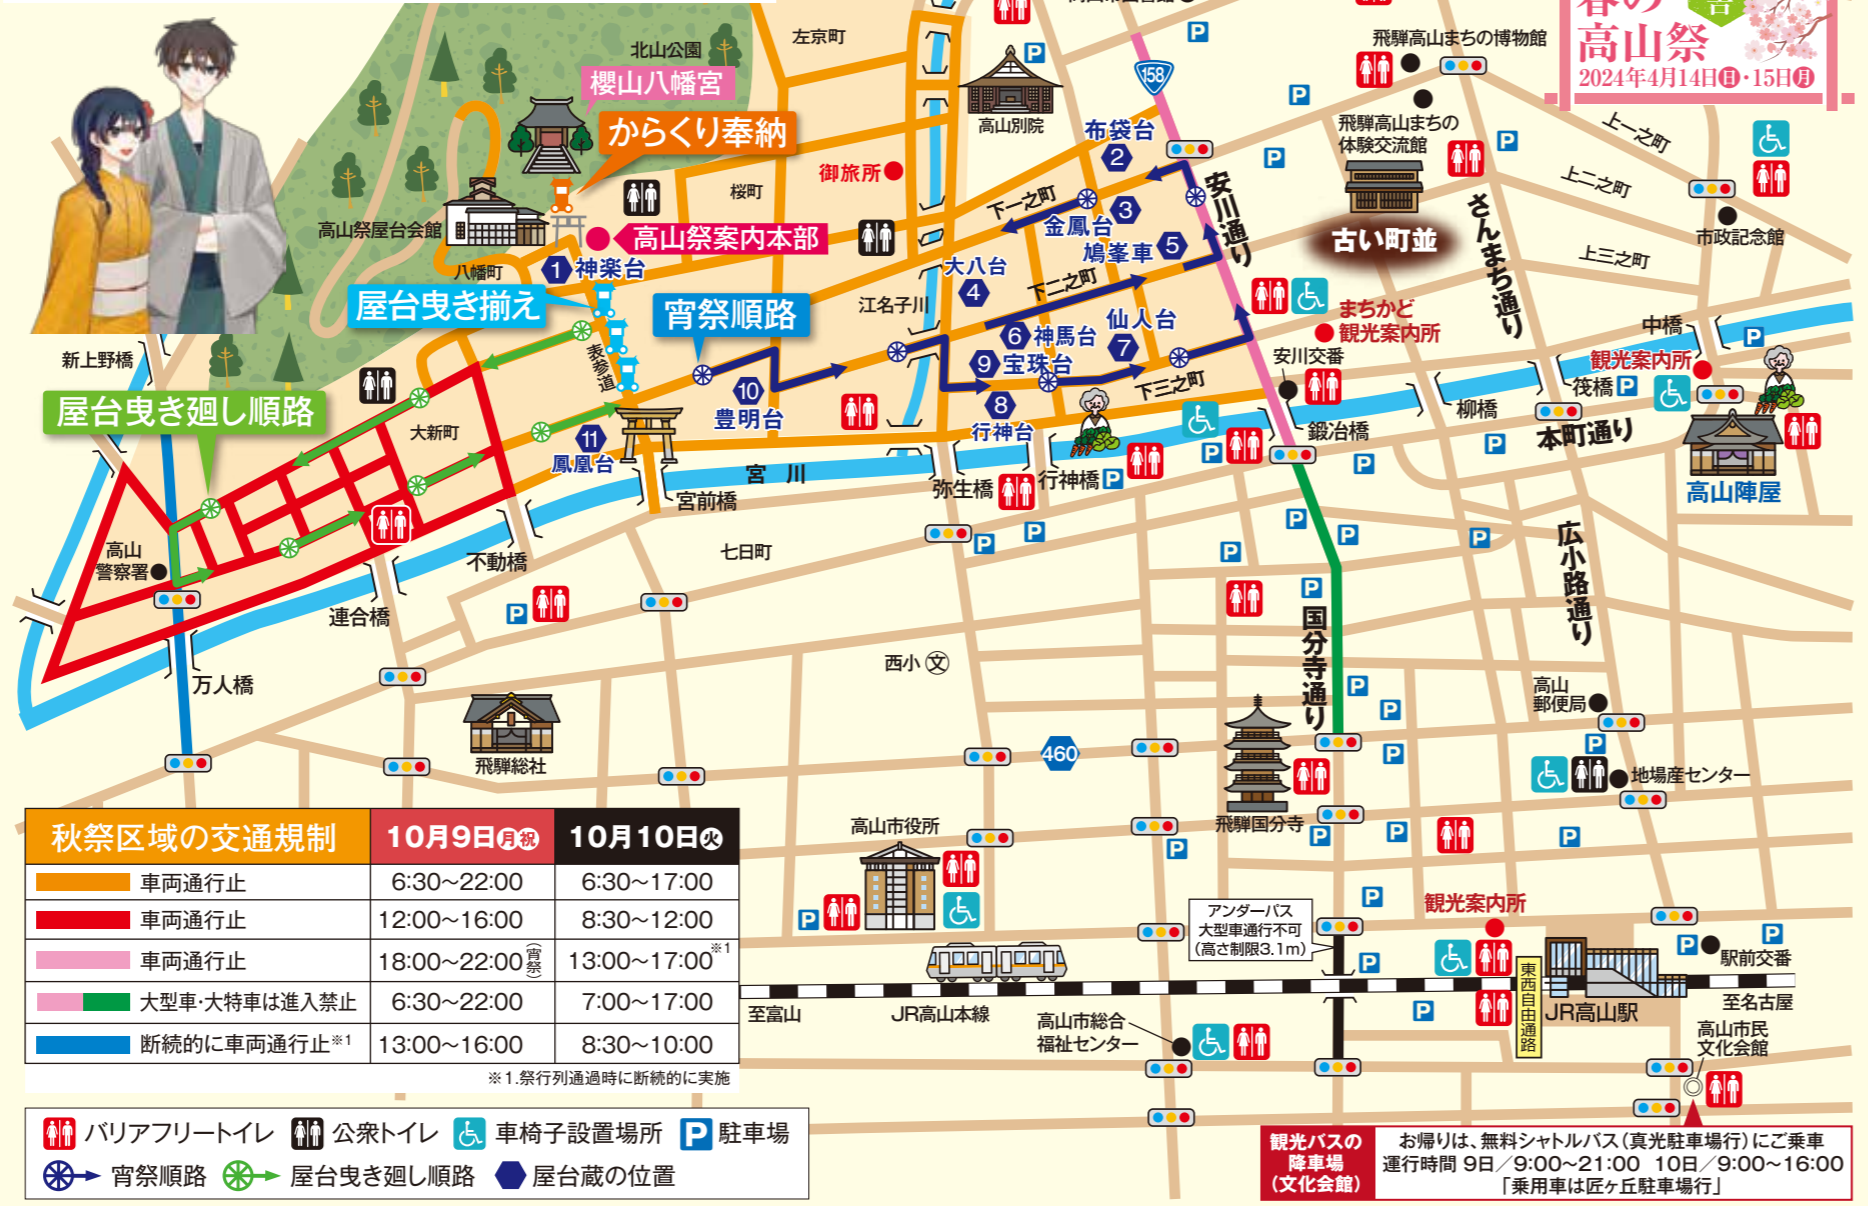 春の
高山祭
2024年4月14日日・15日月
北山公園
左京町
櫻山八幡宮
からくり奉納
高山別院
158
飛騨高山まちの博物館
飛騨高山まちの
体験交流館
布袋台
2
上一之町
上二之町
上三之町
御旅所
桜町
高山祭屋台会館
高山祭案内本部
八幡町
1 神楽台
下一之町
金鳳台
3
鳩峯車 5
安川通り
古い町並
さんまち通り
市政記念館
屋台曳き揃え
宵祭順路
大八台
4
江名子川
下二之町
6 神馬台
仙人台
7
9 宝珠台
まちかど
観光案内所
安川交番
中橋
観光案内所
筏橋
柳橋
本町通り
新上野橋
表参道
屋台曳き廻し順路
大新町
10
豊明台
11
鳳凰台
8
行神台
下三之町
鍛冶橋
高山陣屋
宮川
宮前橋
弥生橋
行神橋
高山
警察署
不動橋
七日町
連合橋
万人橋
広小路通り
国分寺通り
西小 文
高山
郵便局
飛騨総社
460
飛騨国分寺
地場産センター
秋祭区域の交通規制 10月9日月祝 10月10日火
車両通行止 6:30～22:00 6:30～17:00
車両通行止 12:00～16:00 8:30～12:00
車両通行止 18:00～22:00(宵祭) 13:00～17:00※1
大型車・大特車は進入禁止 6:30～22:00 7:00～17:00
断続的に車両通行止※1 13:00～16:00 8:30～10:00
※1.祭行列通過時に断続的に実施
高山市役所
アンダーパス
大型車通行不可
(高さ制限3.1m)
観光案内所
駅前交番
至富山
JR高山本線
東西自由通路
JR高山駅
至名古屋
高山市総合
福祉センター
高山市民
文化会館
バリアフリートイレ 公衆トイレ 車椅子設置場所 P 駐車場
宵祭順路 屋台曳き廻し順路 屋台蔵の位置
観光バスの
降車場
(文化会館)
お帰りは、無料シャトルバス(真光駐車場行)にご乗車
運行時間 9日／9:00～21:00 10日／9:00～16:00
「乗用車は匠ヶ丘駐車場行」